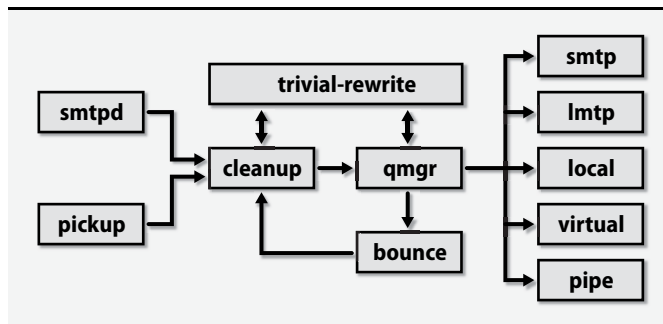 trivial-rewrite
smtpd
cleanup
qmgr
pickup
bounce
smtp
lmtp
local
virtual
pipe